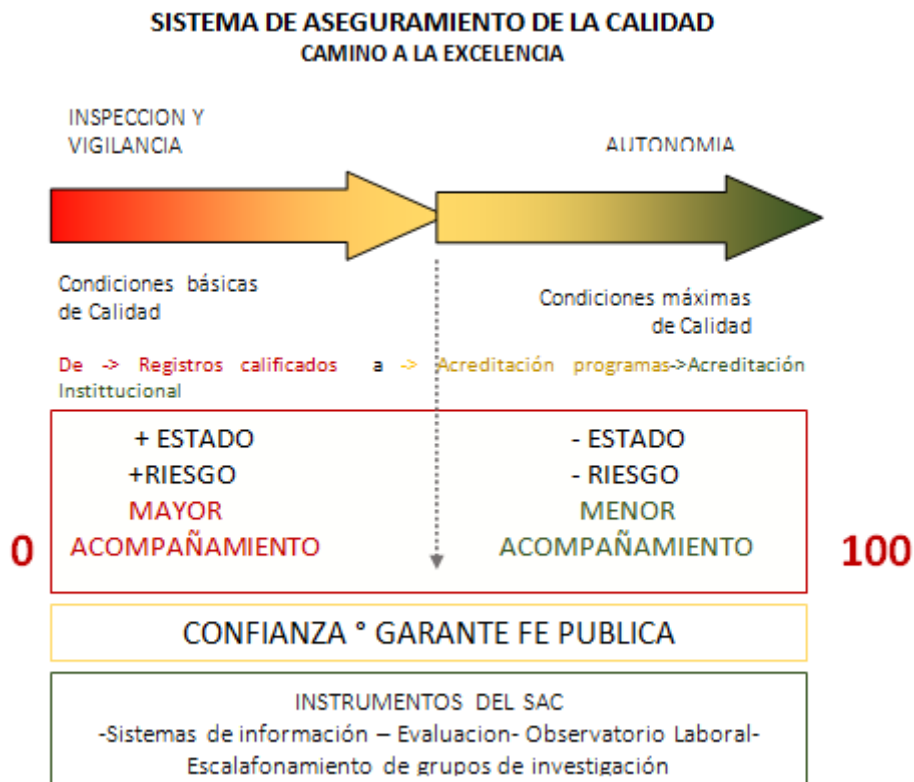 SISTEMA DE ASEGURAMIENTO DE LA CALIDAD
CAMINO A LA EXCELENCIA
INSPECCION Y
VIGILANCIA
AUTONOMIA
Condiciones básicas
de Calidad
Condiciones máximas
de Calidad
De -> Registros calificados a -> Acreditación programas->Acreditación
Instittucional
+ ESTADO
+RIESGO
MAYOR
ACOMPAÑAMIENTO
- ESTADO
- RIESGO
MENOR
ACOMPAÑAMIENTO
0
100
CONFIANZA ° GARANTE FE PUBLICA
INSTRUMENTOS DEL SAC
-Sistemas de información – Evaluacion- Observatorio Laboral-
Escalafonamiento de grupos de investigación